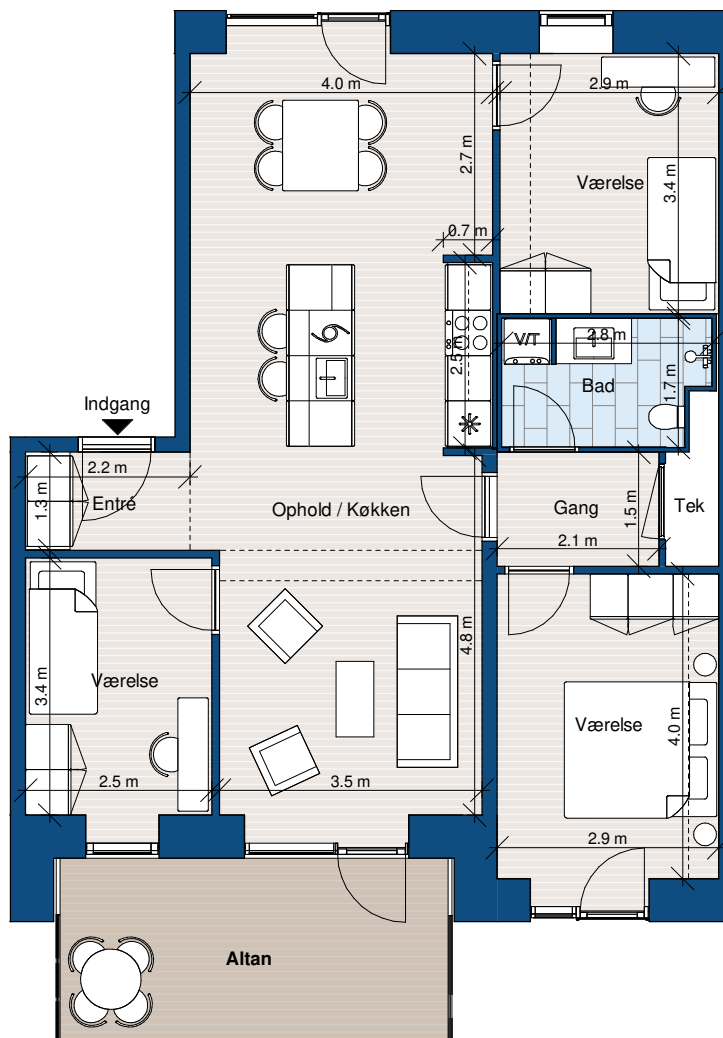 4.0 m
2.9 m
2.7 m
Værelse
3.4 m
0.7 m
V/T
2.8 m
2.5 m
Bad
1.7 m
Indgang
2.2 m
1.3 m
Entré
Ophold / Køkken
Gang
1.5 m
Tek
2.1 m
4.8 m
3.4 m
Værelse
Værelse
4.0 m
2.5 m
3.5 m
2.9 m
Altan